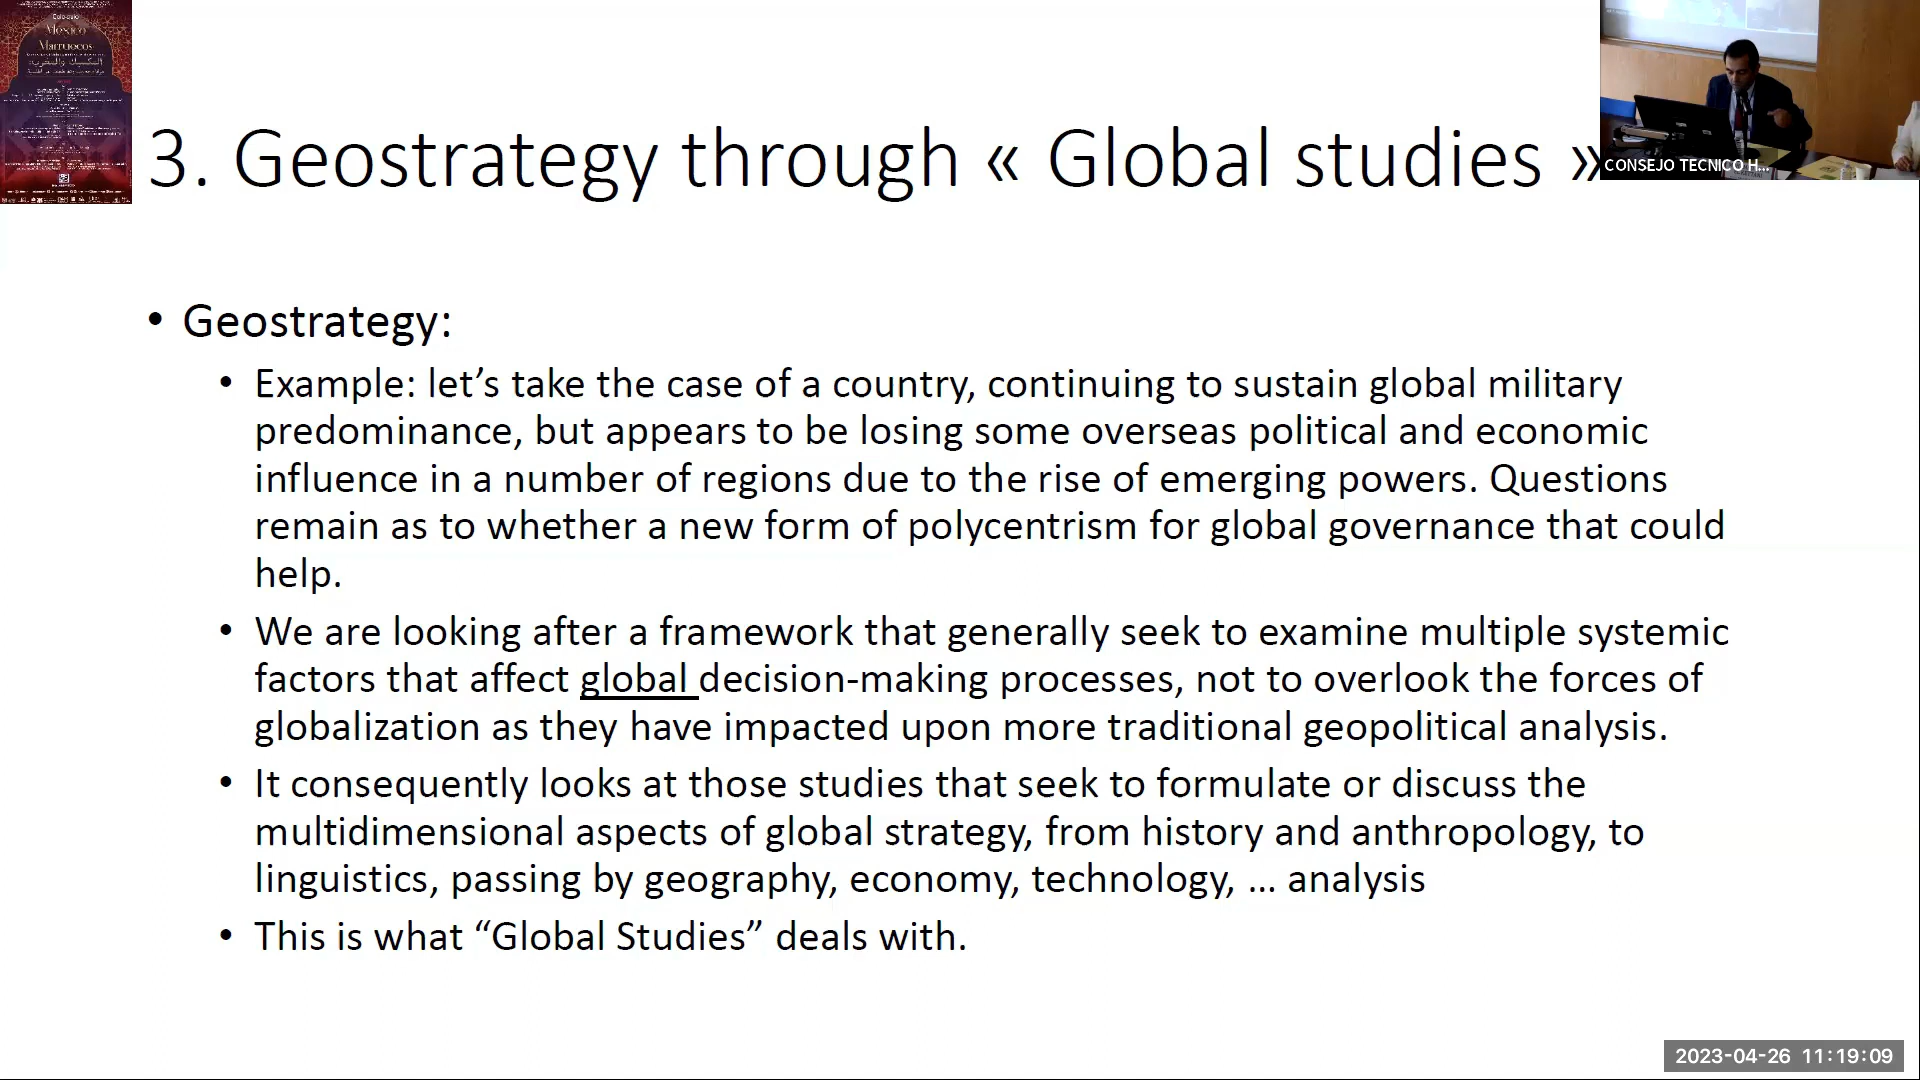 Coloquio
México
Marruecos
المكسيك والمغرب:
3. Geostrategy through « Global studies »
CONSEJO TECNICO H...
• Geostrategy:
• Example: let’s take the case of a country, continuing to sustain global military
predominance, but appears to be losing some overseas political and economic
influence in a number of regions due to the rise of emerging powers. Questions
remain as to whether a new form of polycentrism for global governance that could
help.
• We are looking after a framework that generally seek to examine multiple systemic
factors that affect global decision-making processes, not to overlook the forces of
globalization as they have impacted upon more traditional geopolitical analysis.
• It consequently looks at those studies that seek to formulate or discuss the
multidimensional aspects of global strategy, from history and anthropology, to
linguistics, passing by geography, economy, technology, ... analysis
• This is what “Global Studies” deals with.
2023-04-26 11:19:09